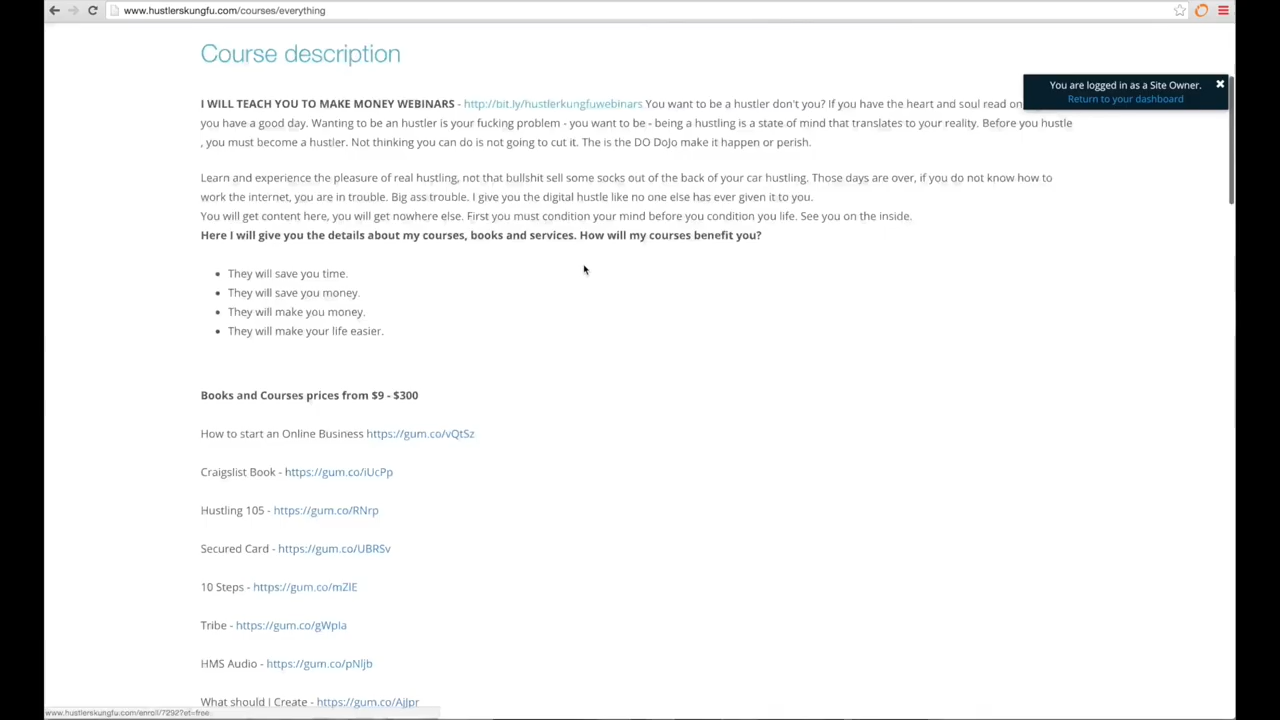 www.hustlerskungfu.com/courses/everything
Course description
You are logged in as a Site Owner.
Return to your dashboard
I WILL TEACH YOU TO MAKE MONEY WEBINARS - http://bit.ly/hustlerkungfuwebinars You want to be a hustler don't you? If you have the heart and soul read on
you have a good day. Wanting to be an hustler is your fucking problem - you want to be - being a hustling is a state of mind that translates to your reality. Before you hustle
, you must become a hustler. Not thinking you can do is not going to cut it. The is the DO DoJo make it happen or perish.
Learn and experience the pleasure of real hustling, not that bullshit sell some socks out of the back of your car hustling. Those days are over, if you do not know how to
work the internet, you are in trouble. Big ass trouble. I give you the digital hustle like no one else has ever given it to you.
You will get content here, you will get nowhere else. First you must condition your mind before you condition you life. See you on the inside.
Here I will give you the details about my courses, books and services. How will my courses benefit you?
They will save you time.
They will save you money.
They will make you money.
They will make your life easier.
Books and Courses prices from $9 - $300
How to start an Online Business https://gum.co/vQtSz
Craigslist Book - https://gum.co/iUcPp
Hustling 105 - https://gum.co/RNrp
Secured Card - https://gum.co/UBRSv
10 Steps - https://gum.co/mZlE
Tribe - https://gum.co/gWpIa
HMS Audio - https://gum.co/pNljb
What should I Create - https://gum.co/AjJpr
www.hustlerskungfu.com/enroll/7292?et=free